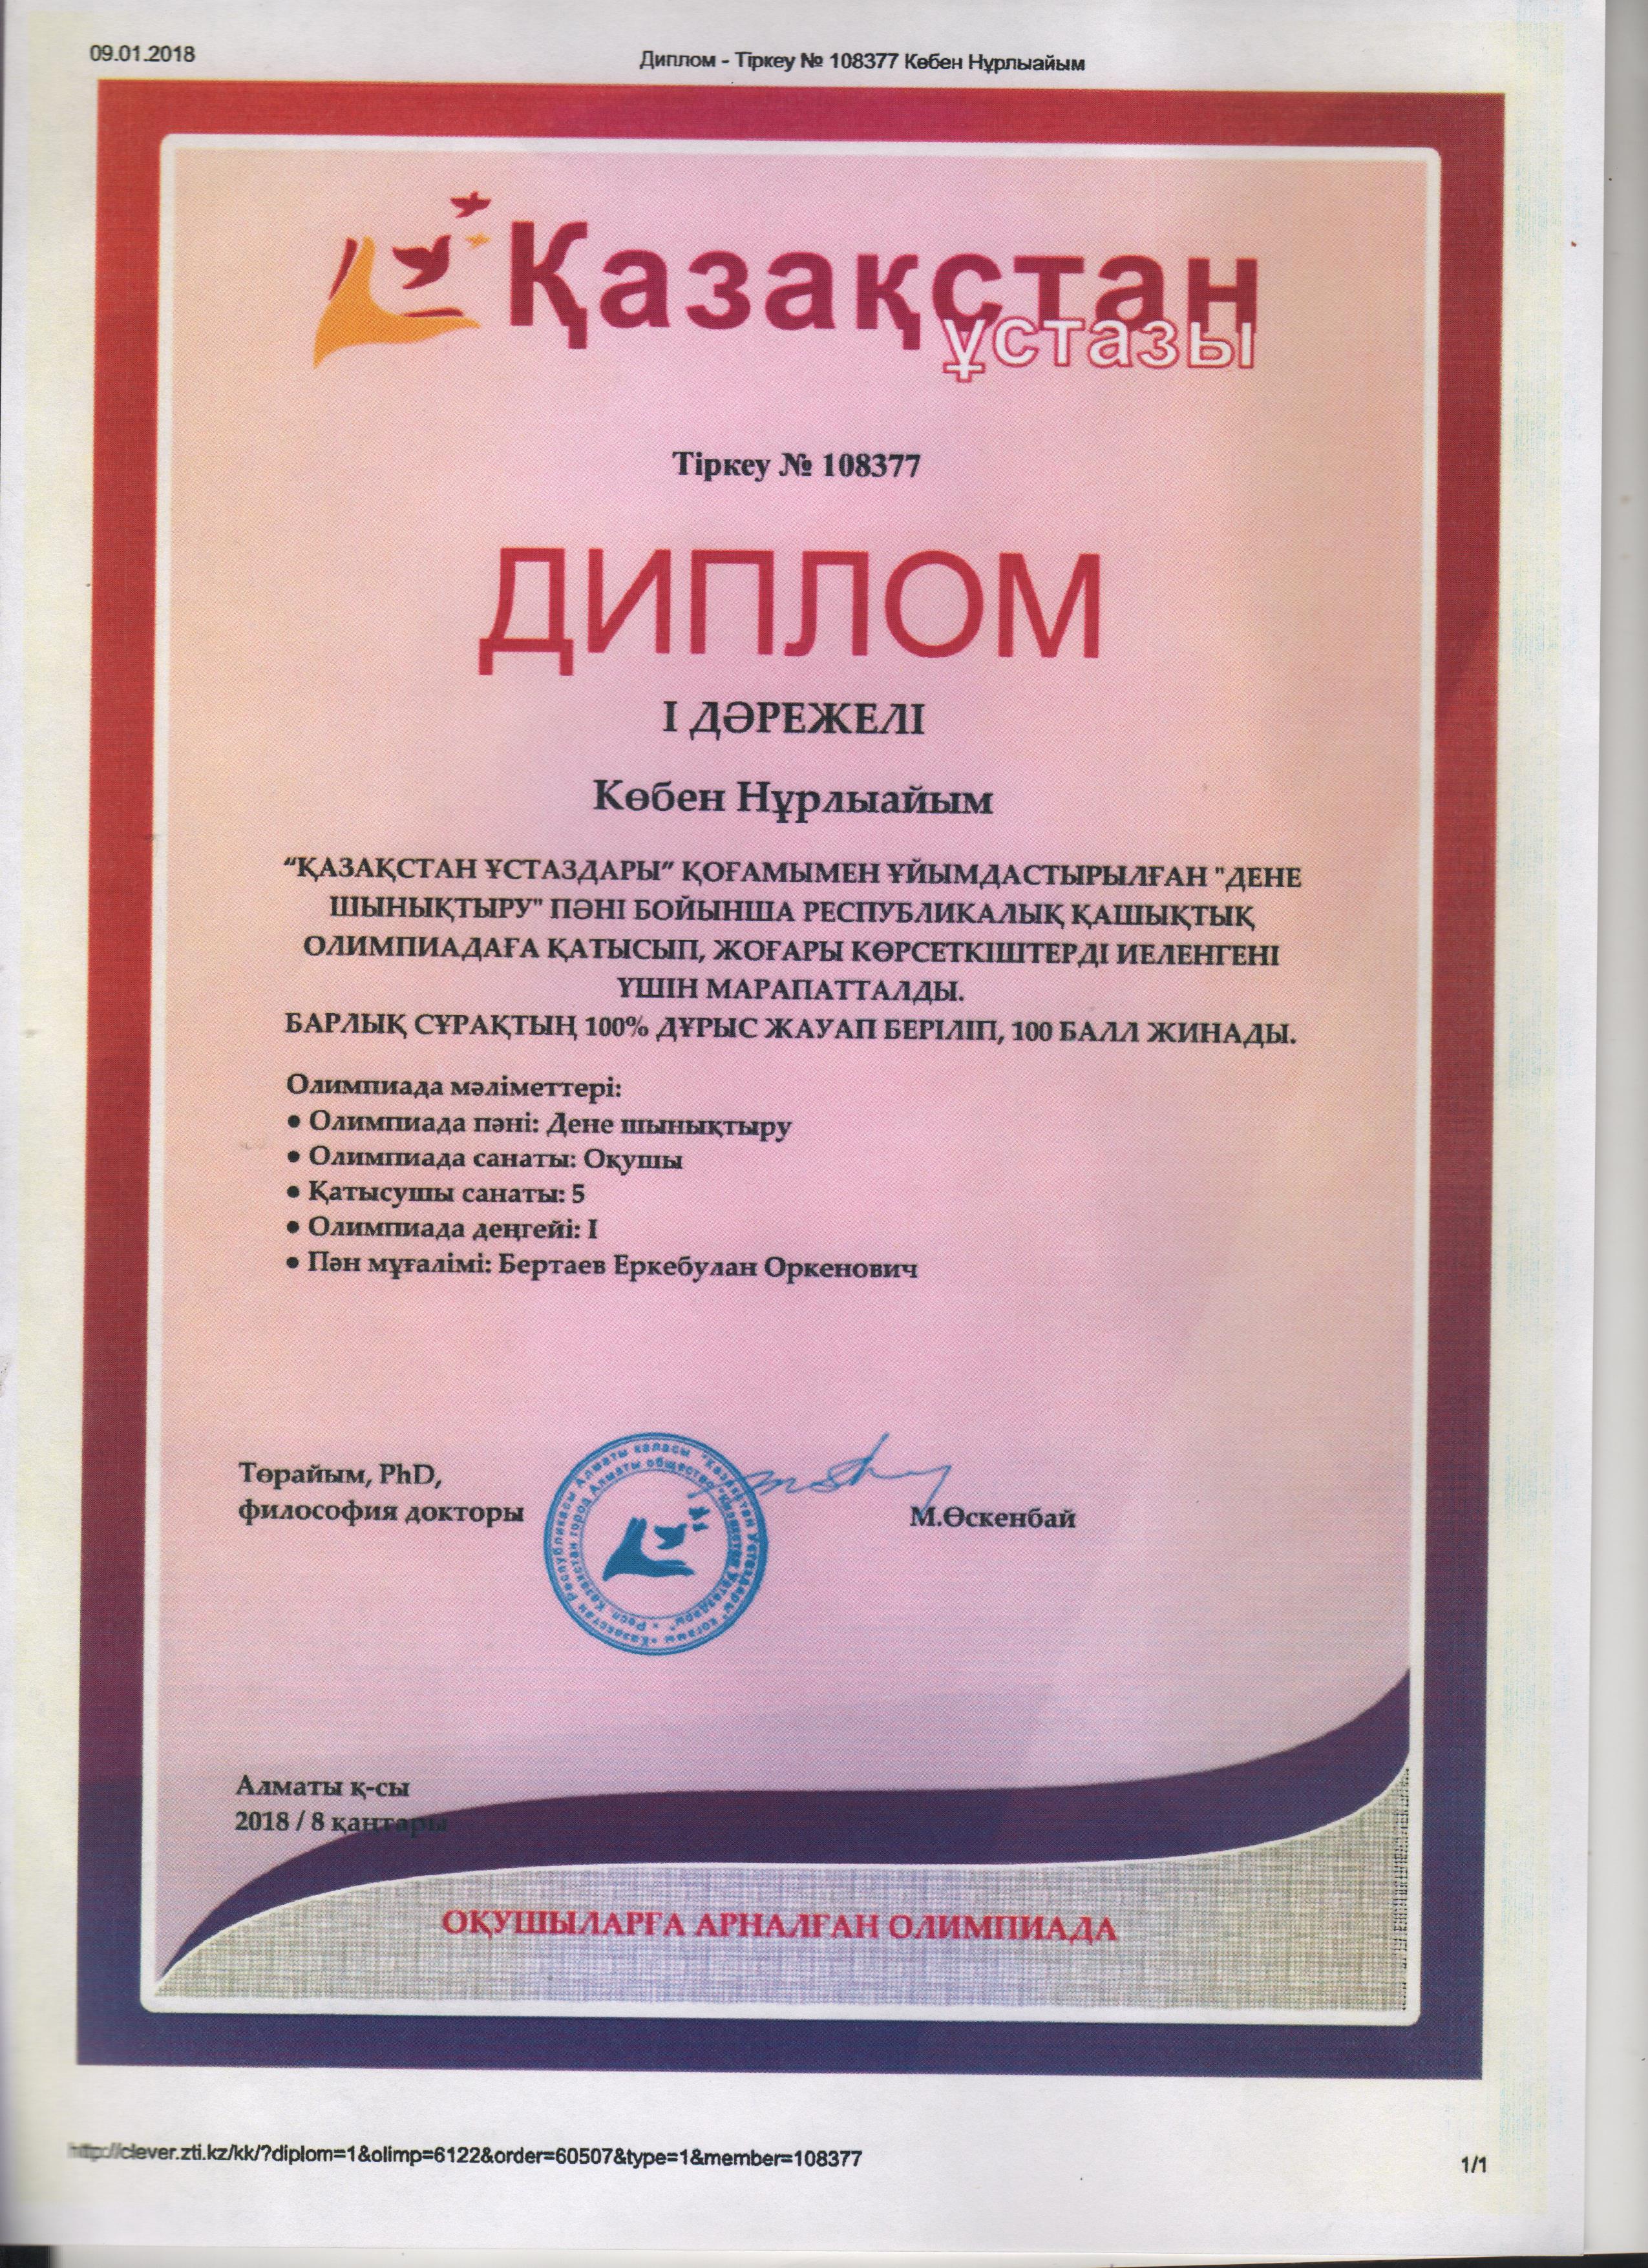 09.01.2018
Диплом - Тіркеу № 108377 Көбен Нұрлыайым
Қазақстан
ұстазы
Тіркеу № 108377
ДИПЛОМ
І ДӘРЕЖЕЛІ
Көбен Нұрлыайым
“ҚАЗАҚСТАН ҰСТАЗДАРЫ” ҚОҒАМЫМЕН ҰЙЫМДАСТЫРЫЛҒАН "ДЕНЕ
ШЫНЫҚТЫРУ" ПӘНІ БОЙЫНША РЕСПУБЛИКАЛЫҚ ҚАШЫҚТЫҚ
ОЛИМПИАДАҒА ҚАТЫСЫП, ЖОҒАРЫ КӨРСЕТКІШТЕРДІ ИЕЛЕНГЕНІ
ҮШІН МАРАПАТТАЛДЫ.
БАРЛЫҚ СҰРАҚТЫҢ 100% ДҰРЫС ЖАУАП БЕРІЛІП, 100 БАЛЛ ЖИНАДЫ.
Олимпиада мәліметтері:
● Олимпиада пәні: Дене шынықтыру
● Олимпиада санаты: Оқушы
● Қатысушы санаты: 5
● Олимпиада деңгейі: І
● Пән мұғалімі: Бертаев Еркебулан Оркенович
Төрайым, PhD,
философия докторы
М.Өскенбай
Қазақстан Республикасы Алматы қаласы "Қазақстан Ұстаздары" қоғамы
Респ. Казахстан город Алматы общество "Қазақстан Ұстаздары"
Алматы қ-сы
2018 / 8 қаңтары
ОҚУШЫЛАРҒА АРНАЛҒАН ОЛИМПИАДА
http://clever.zti.kz/kk/?diplom=1&olimp=6122&order=60507&type=1&member=108377
1/1